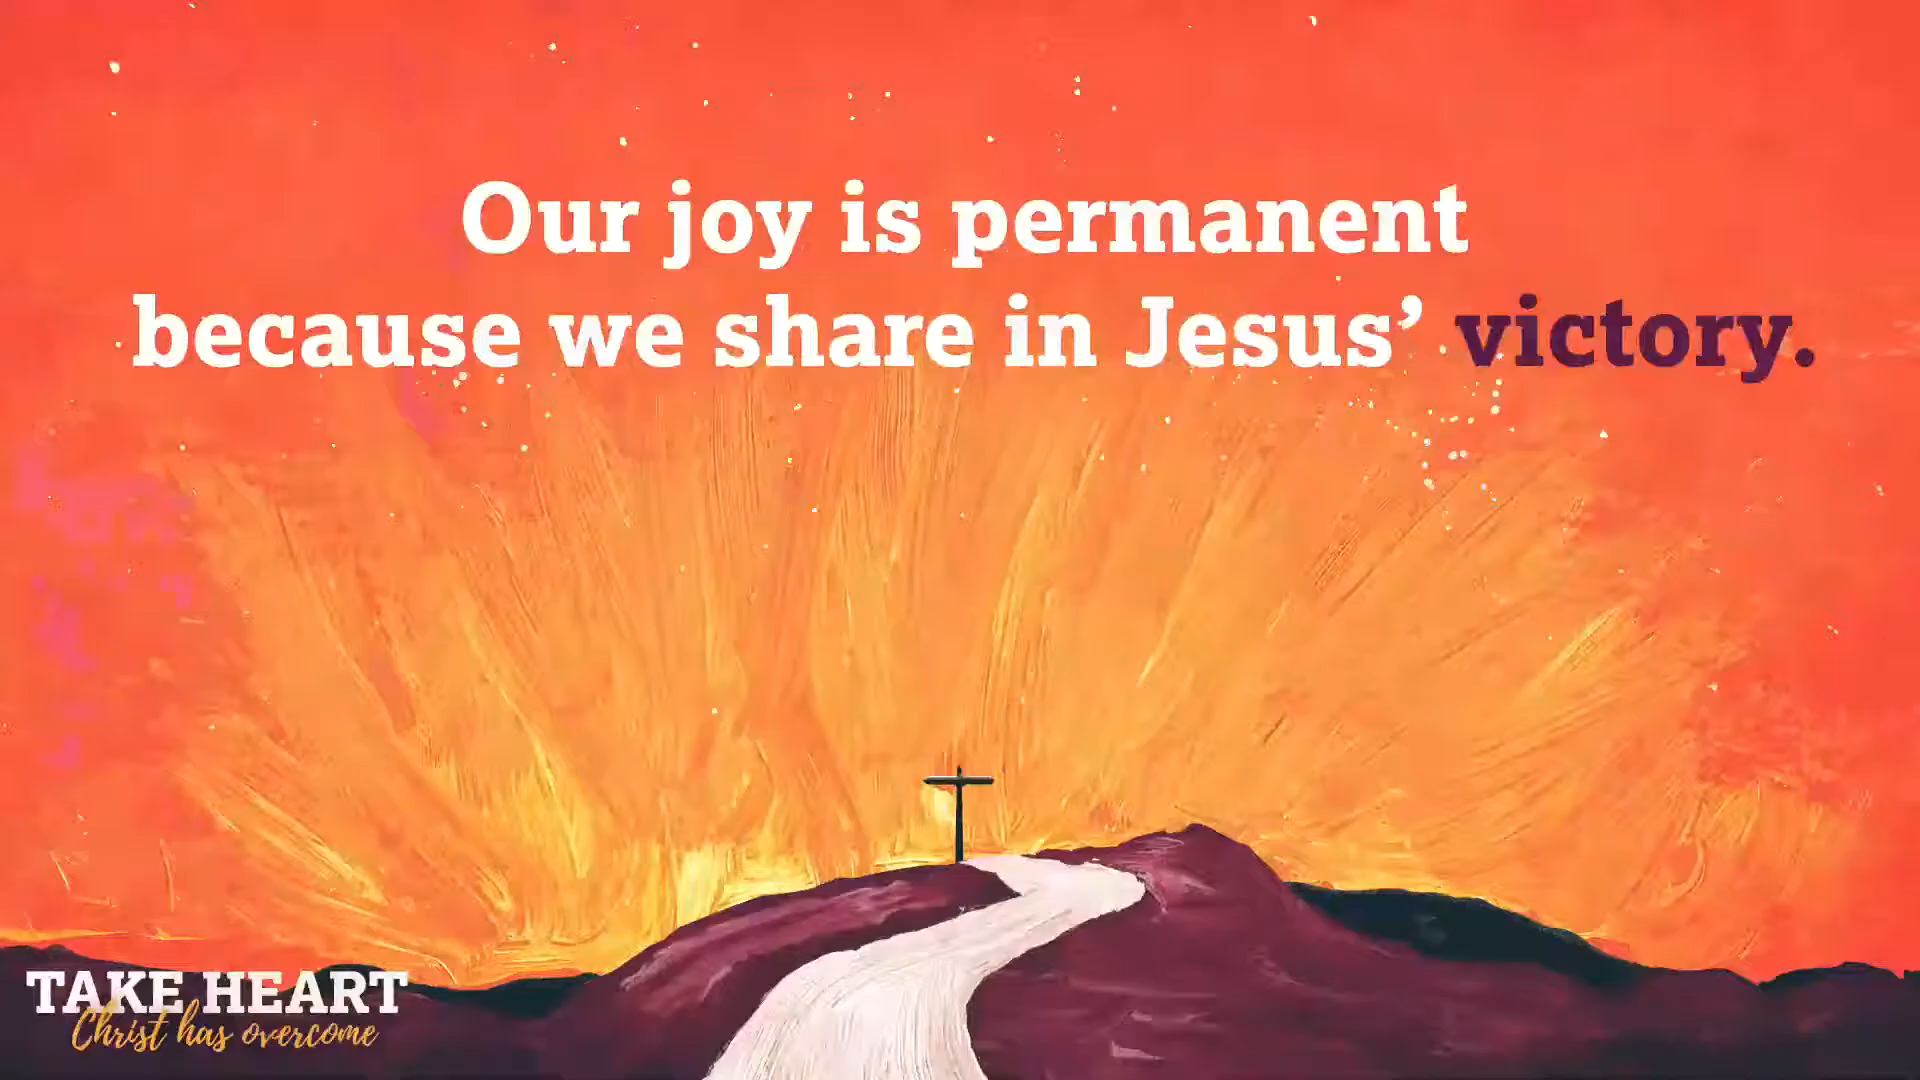 Our joy is permanent
because we share in Jesus’ victory.
TAKE HEART
Christ has overcome